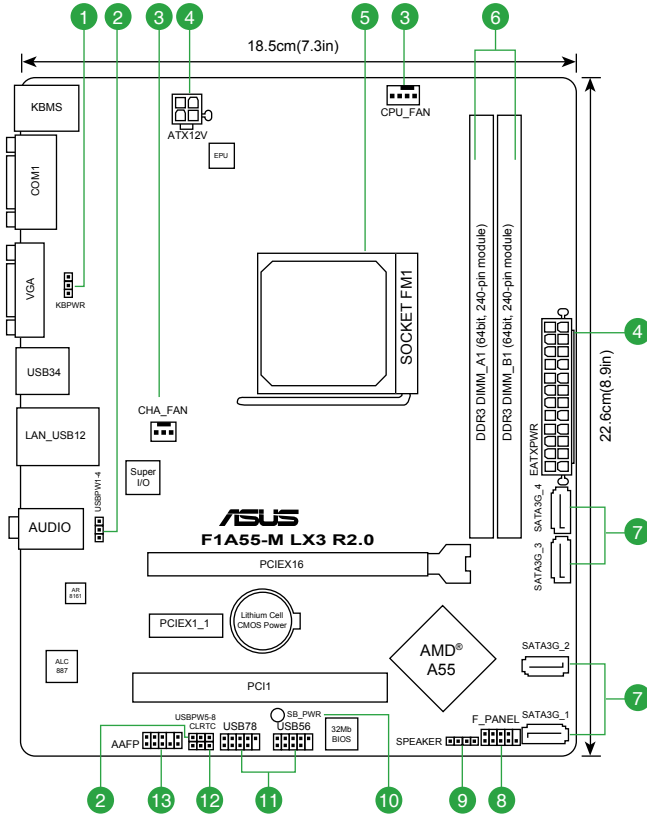 1
2
3
4
5
3
6
18.5cm(7.3in)
KBMS
ATX12V
CPU_FAN
EPU
COM1
DDR3 DIMM_A1 (64bit, 240-pin module)
DDR3 DIMM_B1 (64bit, 240-pin module)
VGA
KBPWR
SOCKET FM1
4
22.6cm(8.9in)
EATXPWR
USB34
CHA_FAN
LAN_USB12
Super
I/O
USBPW1-4
AUDIO
ASUS
F1A55-M LX3 R2.0
SATA3G_4
7
SATA3G_3
PCIEX16
AR
8161
PCIEX1_1
Lithium Cell
CMOS Power
AMD®
A55
SATA3G_2
ALC
887
PCI1
7
SB_PWR
USBPW5-8
CLRTC
USB78
USB56
32Mb
BIOS
F_PANEL
SATA3G_1
AAFP
SPEAKER
2
13
12
11
10
9
8